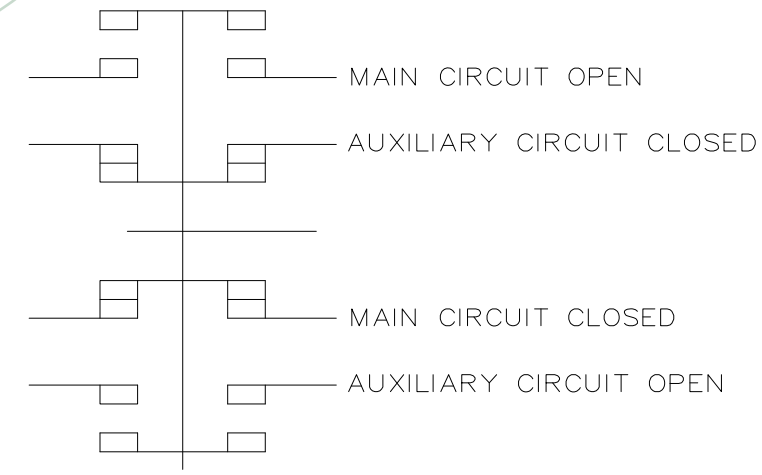 MAIN CIRCUIT OPEN
AUXILIARY CIRCUIT CLOSED
MAIN CIRCUIT CLOSED
AUXILIARY CIRCUIT OPEN